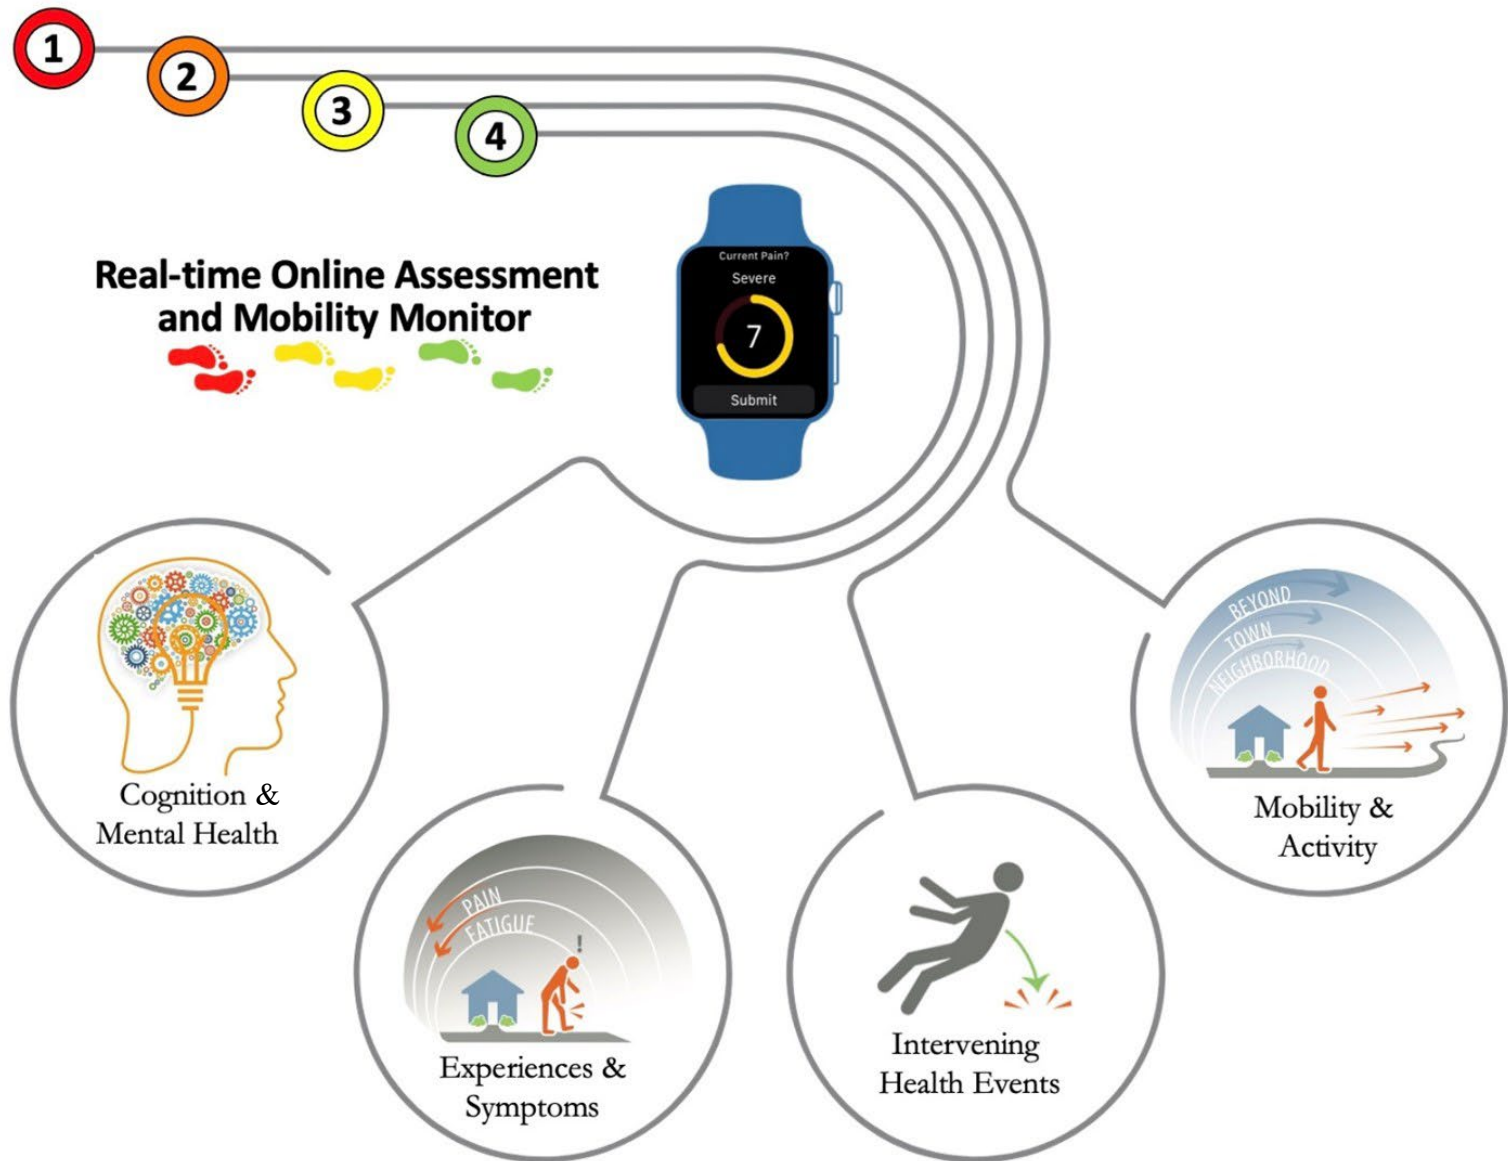 1
2
3
4
Real-time Online Assessment
and Mobility Monitor
Current Pain?
Severe
7
Submit
Cognition &
Mental Health
PAIN
FATIGUE
!
Experiences &
Symptoms
Intervening
Health Events
BEYOND
TOWN
NEIGHBORHOOD
Mobility &
Activity